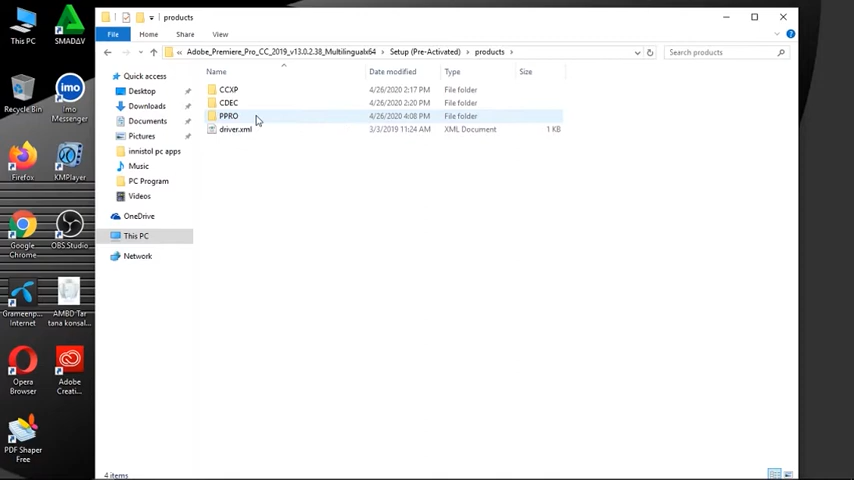 products
File
Home
Share
View
« Adobe_Premiere_Pro_CC_2019_v13.0.2.38_Multilingualx64 > Setup (Pre-Activated) > products >
Search products
Name
Date modified
Type
Size
CCXP
4/26/2020 2:17 PM
File folder
CDEC
4/26/2020 2:20 PM
File folder
PPRO
4/26/2020 4:08 PM
File folder
driver.xml
3/3/2019 11:24 AM
XML Document
1 KB
Quick access
Desktop
Downloads
Documents
Pictures
innistol pc apps
Music
PC Program
Videos
OneDrive
This PC
Network
4 items
This PC
SMADAV
Recycle Bin
imo
Imo
Messenger
Firefox
KMPlayer
Google
Chrome
OBS Studio
Grameenp...
Internet
AMBD Tar
tana konsal...
Opera
Browser
Adobe
Creati...
PDF Shaper
Free